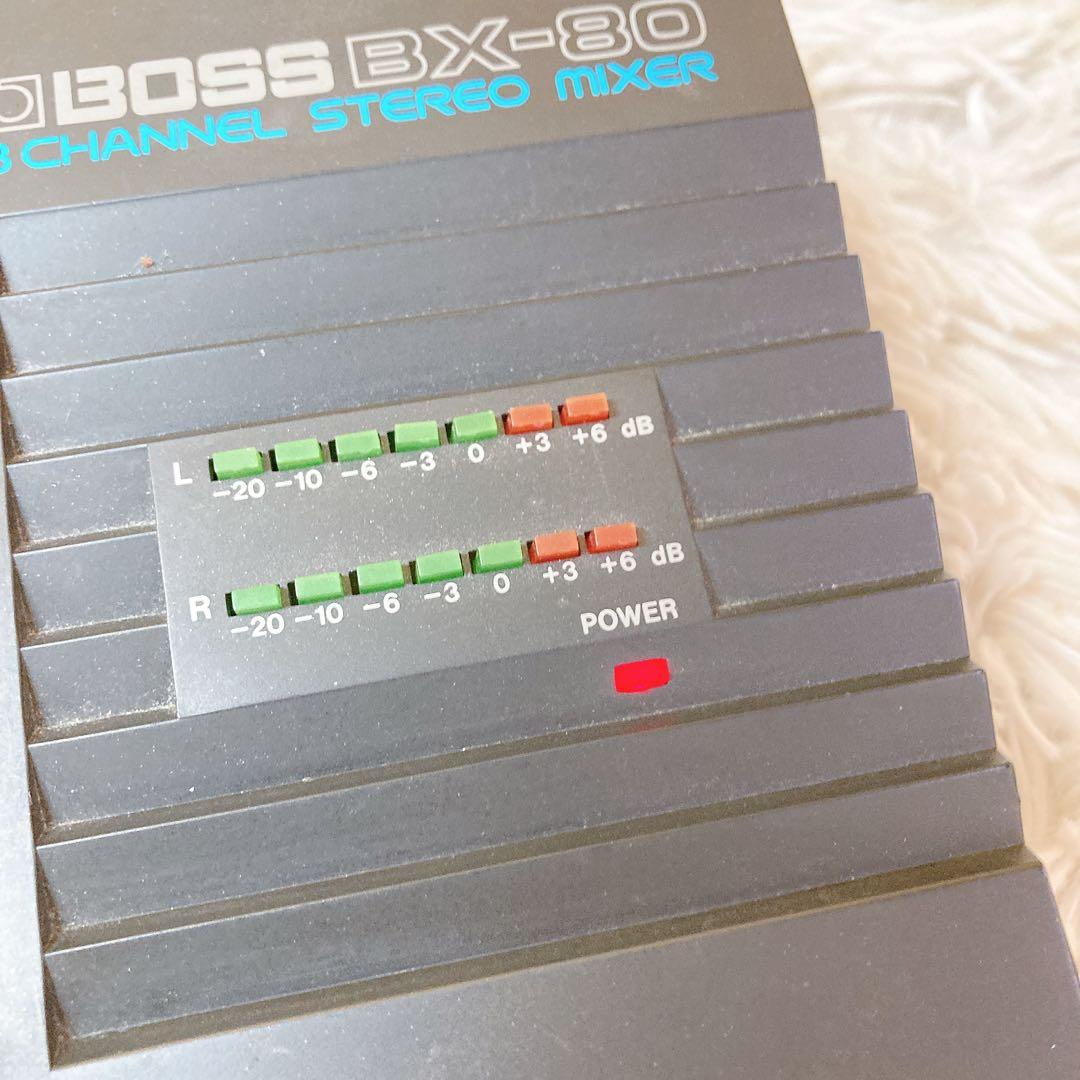 BOSS BX-80
8 CHANNEL STEREO MIXER
L -20 -10 -6 -3 0 +3 +6 dB
R -20 -10 -6 -3 0 +3 +6 dB
POWER